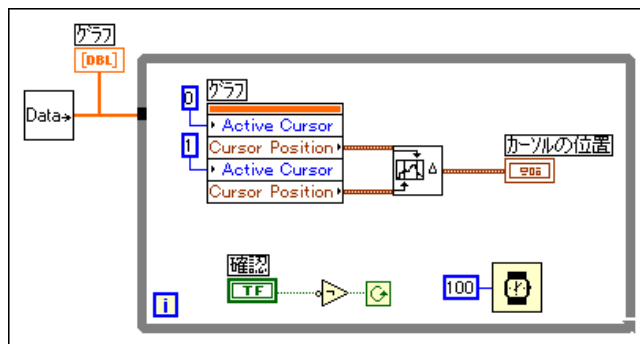 グラフ
[DBL]
Data
グラフ
0
Active Cursor
Cursor Position
1
Active Cursor
Cursor Position
Δ
カーソルの位置
確認
TF
i
100